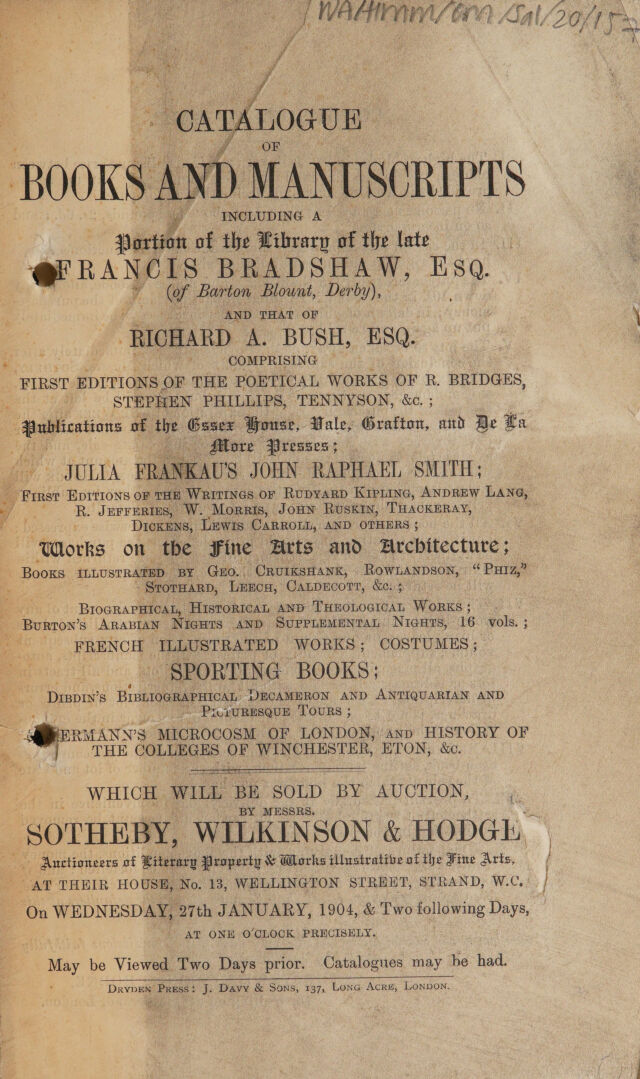 WA/HMM/CM/Sal/20/157
CATALOGUE
OF
BOOKS AND MANUSCRIPTS
INCLUDING A
Portion of the Library of the late
FRANCIS BRADSHAW, ESQ.
(of Barton Blount, Derby),
AND THAT OF
RICHARD A. BUSH, ESQ.
COMPRISING
FIRST EDITIONS OF THE POETICAL WORKS OF R. BRIDGES,
STEPHEN PHILLIPS, TENNYSON, &c. ;
Publications of the Essex House, Vale, Grafton, and De La
More Presses ;
JULIA FRANKAU'S JOHN RAPHAEL SMITH ;
FIRST EDITIONS OF THE WRITINGS OF RUDYARD KIPLING, ANDREW LANG,
R. JEFFERIES, W. MORRIS, JOHN RUSKIN, THACKERAY,
DICKENS, LEWIS CARROLL, AND OTHERS ;
Works on the Fine Arts and Architecture ;
BOOKS ILLUSTRATED BY GEO. CRUIKSHANK, ROWLANDSON, "PHIZ,"
STOTHARD, LEECH, CALDECOTT, &c. ;
BIOGRAPHICAL, HISTORICAL AND THEOLOGICAL WORKS ;
BURTON'S ARABIAN NIGHTS AND SUPPLEMENTAL NIGHTS, 16 vols. ;
FRENCH ILLUSTRATED WORKS ; COSTUMES ;
SPORTING BOOKS ;
DIBDIN'S BIBLIOGRAPHICAL DECAMERON AND ANTIQUARIAN AND
PICTURESQUE TOURS ;
ERMANN'S MICROCOSM OF LONDON, AND HISTORY OF
THE COLLEGES OF WINCHESTER, ETON, &c.
WHICH WILL BE SOLD BY AUCTION,
BY MESSRS.
SOTHEBY, WILKINSON & HODGE
Auctioneers of Literary Property & Works illustrative of the Fine Arts,
AT THEIR HOUSE, No. 13, WELLINGTON STREET, STRAND, W.C.
On WEDNESDAY, 27th JANUARY, 1904, & Two following Days,
AT ONE O'CLOCK PRECISELY.
May be Viewed Two Days prior. Catalogues may be had.
DRYDEN PRESS : J. DAVY & SONS, 137, LONG ACRE, LONDON.